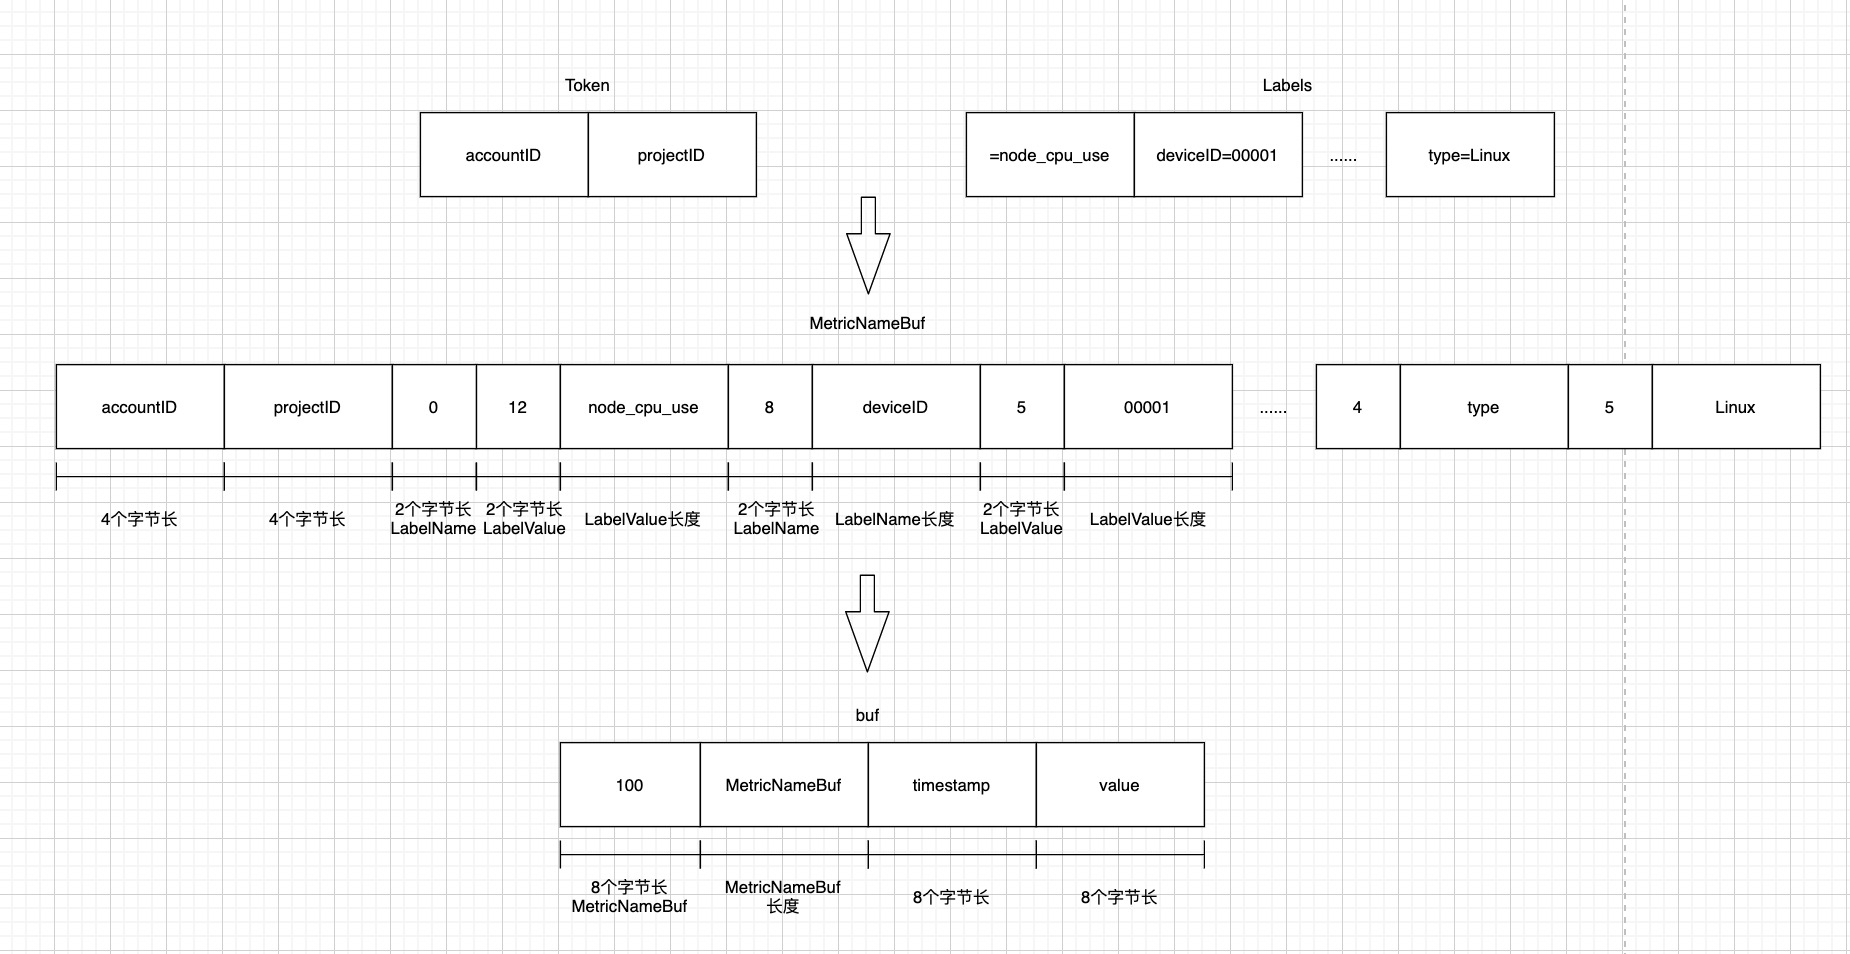 Token
Labels
accountID
projectID
=node_cpu_use
deviceID=00001
......
type=Linux
MetricNameBuf
accountID
projectID
0
12
node_cpu_use
8
deviceID
5
00001
......
4
type
5
Linux
4个字节长
4个字节长
2个字节长
LabelName
2个字节长
LabelValue
LabelValue长度
2个字节长
LabelName
LabelName长度
2个字节长
LabelValue
LabelValue长度
buf
100
MetricNameBuf
timestamp
value
8个字节长
MetricNameBuf
MetricNameBuf
长度
8个字节长
8个字节长